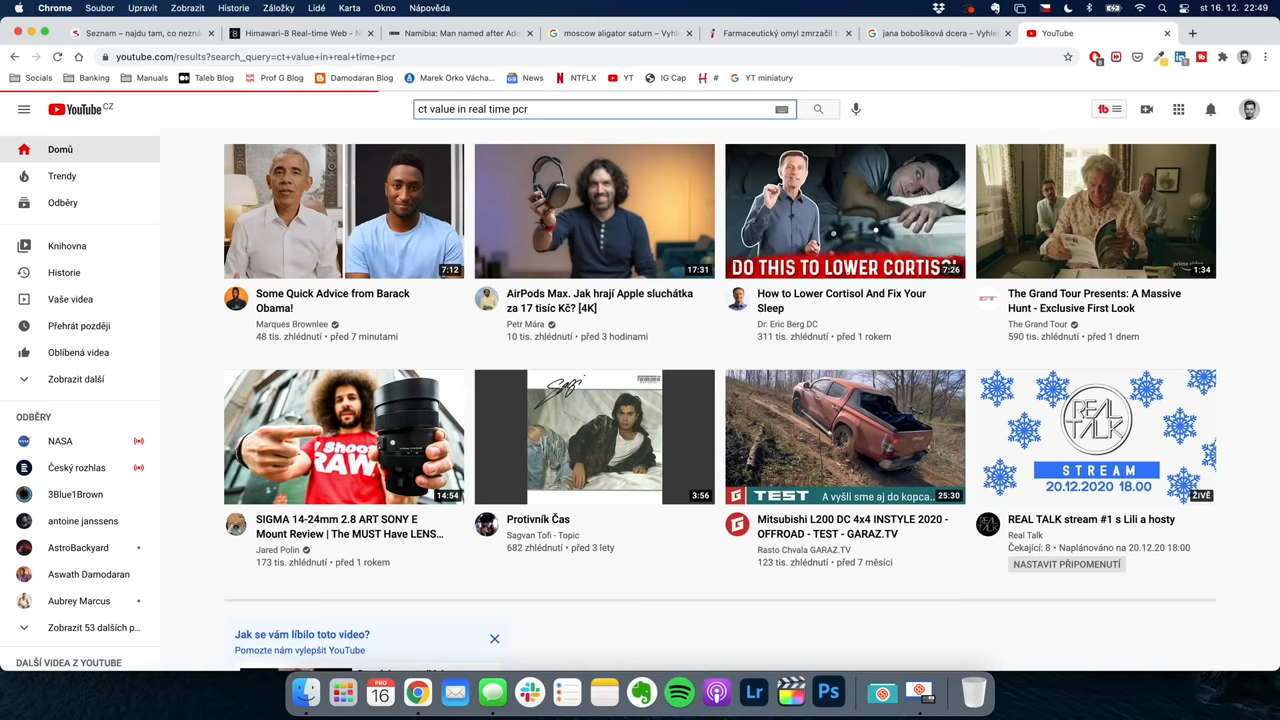 Chrome Soubor Upravit Zobrazit Historie Záložky Lidé Karta Okno Nápověda
st 16. 12. 22:49
Seznam – najdu tam, co nezná
Himawari-8 Real-time Web - N
Namibia: Man named after Ado
moscow aligator saturn – Vyhle
Farmaceutický omyl zmrzačil t
jana bobošíková dcera – Vyhle
YouTube
youtube.com/results?search_query=ct+value+in+real+time+pcr
Socials
Banking
Manuals
Taleb Blog
Prof G Blog
Damodaran Blog
Marek Orko Vácha...
News
NTFLX
YT
IG Cap
#
YT miniatury
YouTube CZ
ct value in real time pcr
Domů
Trendy
Odběry
Knihovna
Historie
Vaše videa
Přehrát později
Oblíbená videa
Zobrazit další
ODBĚRY
NASA
Český rozhlas
3Blue1Brown
antoine janssens
AstroBackyard
Aswath Damodaran
Aubrey Marcus
Zobrazit 53 dalších p...
DALŠÍ VIDEA Z YOUTUBE
7:12
Some Quick Advice from Barack
Obama!
Marques Brownlee
48 tis. zhlédnutí • před 7 minutami
17:31
AirPods Max. Jak hrají Apple sluchátka
za 17 tisíc Kč? [4K]
Petr Mára
10 tis. zhlédnutí • před 3 hodinami
DO THIS TO LOWER CORTISOL
7:26
How to Lower Cortisol And Fix Your
Sleep
Dr. Eric Berg DC
311 tis. zhlédnutí • před 1 rokem
prime video
1:34
The Grand Tour Presents: A Massive
Hunt - Exclusive First Look
The Grand Tour
590 tis. zhlédnutí • před 1 dnem
I Shoot
RAW.
14:54
SIGMA 14-24mm 2.8 ART SONY E
Mount Review | The MUST Have LENS...
Jared Polin
173 tis. zhlédnutí • před 1 rokem
3:56
Protivník Čas
Sagvan Tofi - Topic
682 zhlédnutí • před 3 lety
TEST
A vyšli sme aj do kopca..
25:30
Mitsubishi L200 DC 4x4 INSTYLE 2020 -
OFFROAD - TEST - GARAZ.TV
Rasto Chvala GARAZ.TV
123 tis. zhlédnutí • před 7 měsíci
REAL
TALK
STREAM
20.12.2020 18.00
ŽIVĚ
REAL TALK stream #1 s Lili a hosty
Real Talk
Čekající: 8 • Naplánováno na 20.12.20 18:00
NASTAVIT PŘIPOMENUTÍ
Jak se vám líbilo toto video?
Pomozte nám vylepšit YouTube
PRO
16
Lr
Ps